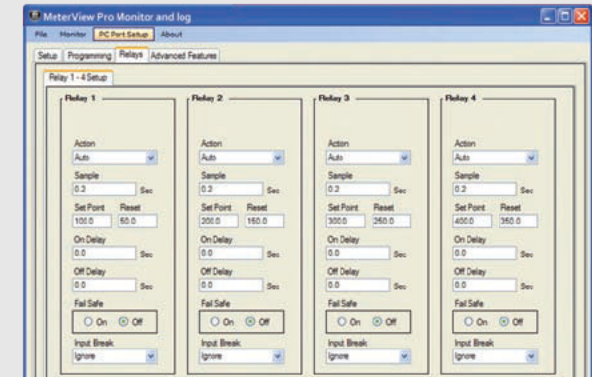 MeterView Pro Monitor and log
File Monitor PC Port Setup About
Setup Programming Relays Advanced Features
Relay 1 - 4 Setup
Relay 1 Relay 2 Relay 3 Relay 4
Action Action Action Action
Auto Auto Auto Auto
Sample Sample Sample Sample
0.2 Sec 0.2 Sec 0.2 Sec 0.2 Sec
Set Point Reset Set Point Reset Set Point Reset Set Point Reset
100.0 50.0 200.0 150.0 300.0 250.0 400.0 350.0
On Delay On Delay On Delay On Delay
0.0 Sec 0.0 Sec 0.0 Sec 0.0 Sec
Off Delay Off Delay Off Delay Off Delay
0.0 Sec 0.0 Sec 0.0 Sec 0.0 Sec
Fail Safe Fail Safe Fail Safe Fail Safe
On Off On Off On Off On Off
Input Break Input Break Input Break Input Break
Ignore Ignore Ignore Ignore